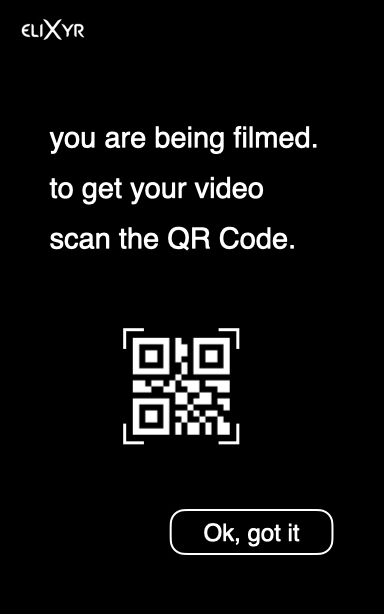 ELIXYR
you are being filmed.
to get your video
scan the QR Code.
Ok, got it